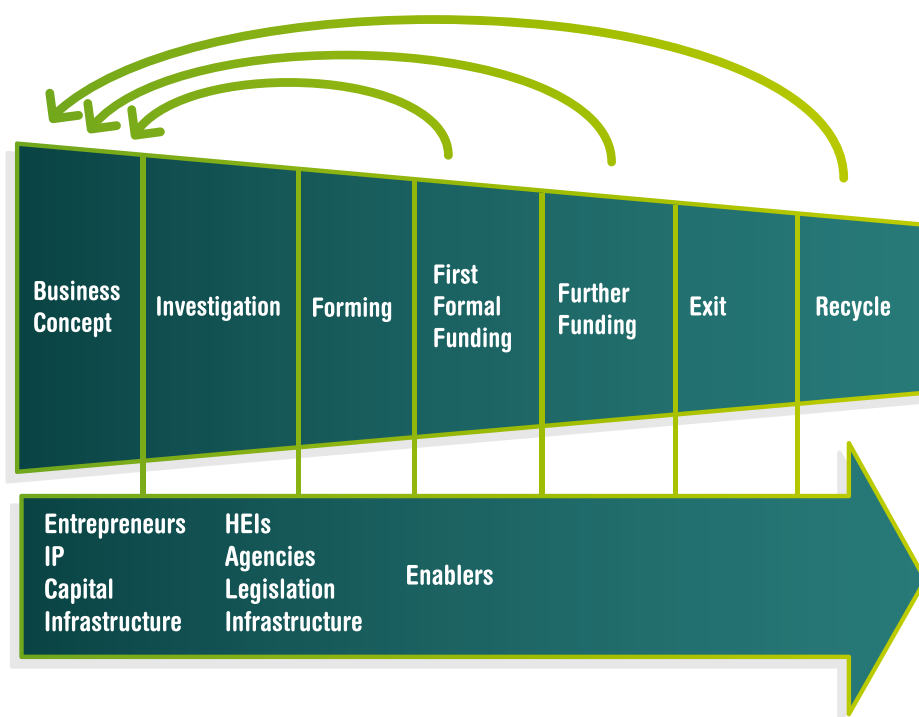 Business
Concept
Investigation
Forming
First
Formal
Funding
Further
Funding
Exit
Recycle
Entrepreneurs
IP
Capital
Infrastructure
HEIs
Agencies
Legislation
Infrastructure
Enablers